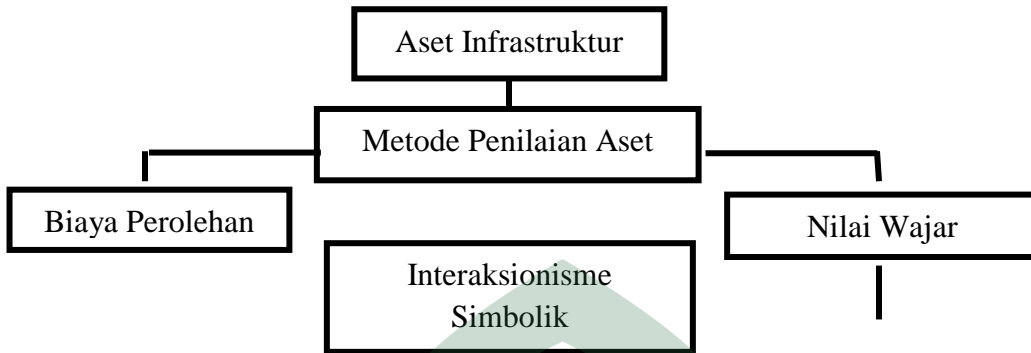 Aset Infrastruktur
Metode Penilaian Aset
Biaya Perolehan
Nilai Wajar
Interaksionisme
Simbolik